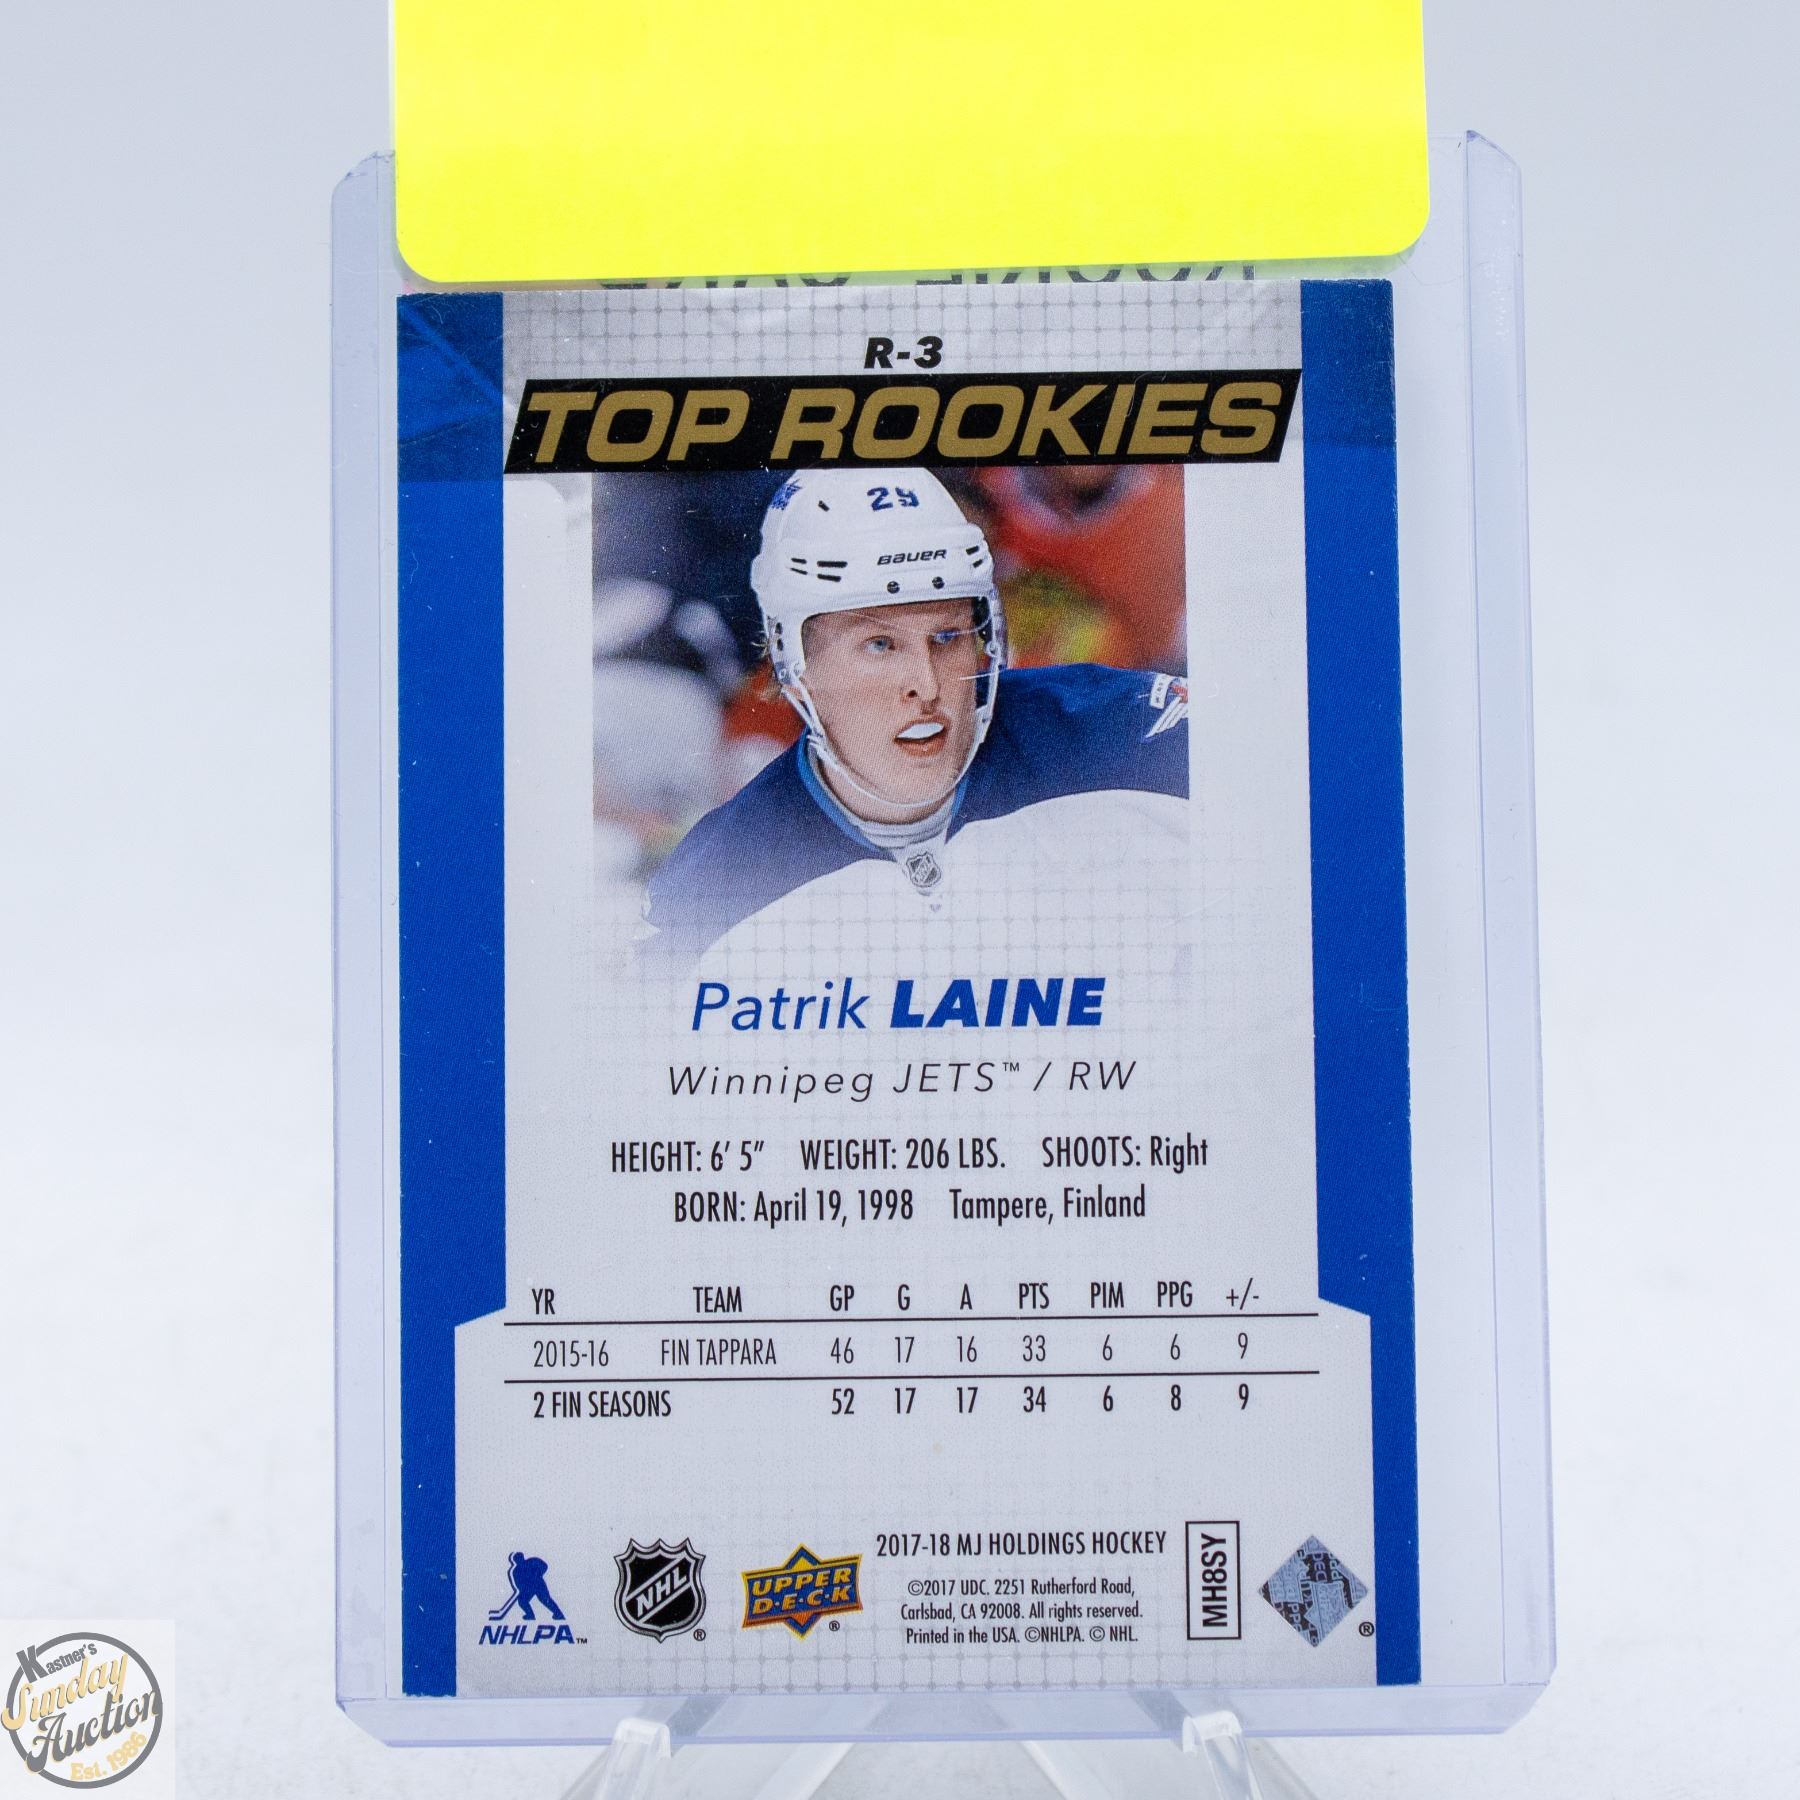 R-3
TOP ROOKIES
29
BAUER
Patrik LAINE
Winnipeg JETS™ / RW
HEIGHT: 6' 5" WEIGHT: 206 LBS. SHOOTS: Right
BORN: April 19, 1998 Tampere, Finland
YR TEAM GP G A PTS PIM PPG +/-
2015-16 FIN TAPPARA 46 17 16 33 6 6 9
2 FIN SEASONS 52 17 17 34 6 8 9
NHLPA™
NHL ®
UPPER DECK ®
2017-18 MJ HOLDINGS HOCKEY
©2017 UDC. 2251 Rutherford Road,
Carlsbad, CA 92008. All rights reserved.
Printed in the USA. ©NHLPA. © NHL.
MH8SY
®
Kastner's
Sunday
Auction
Est. 1986